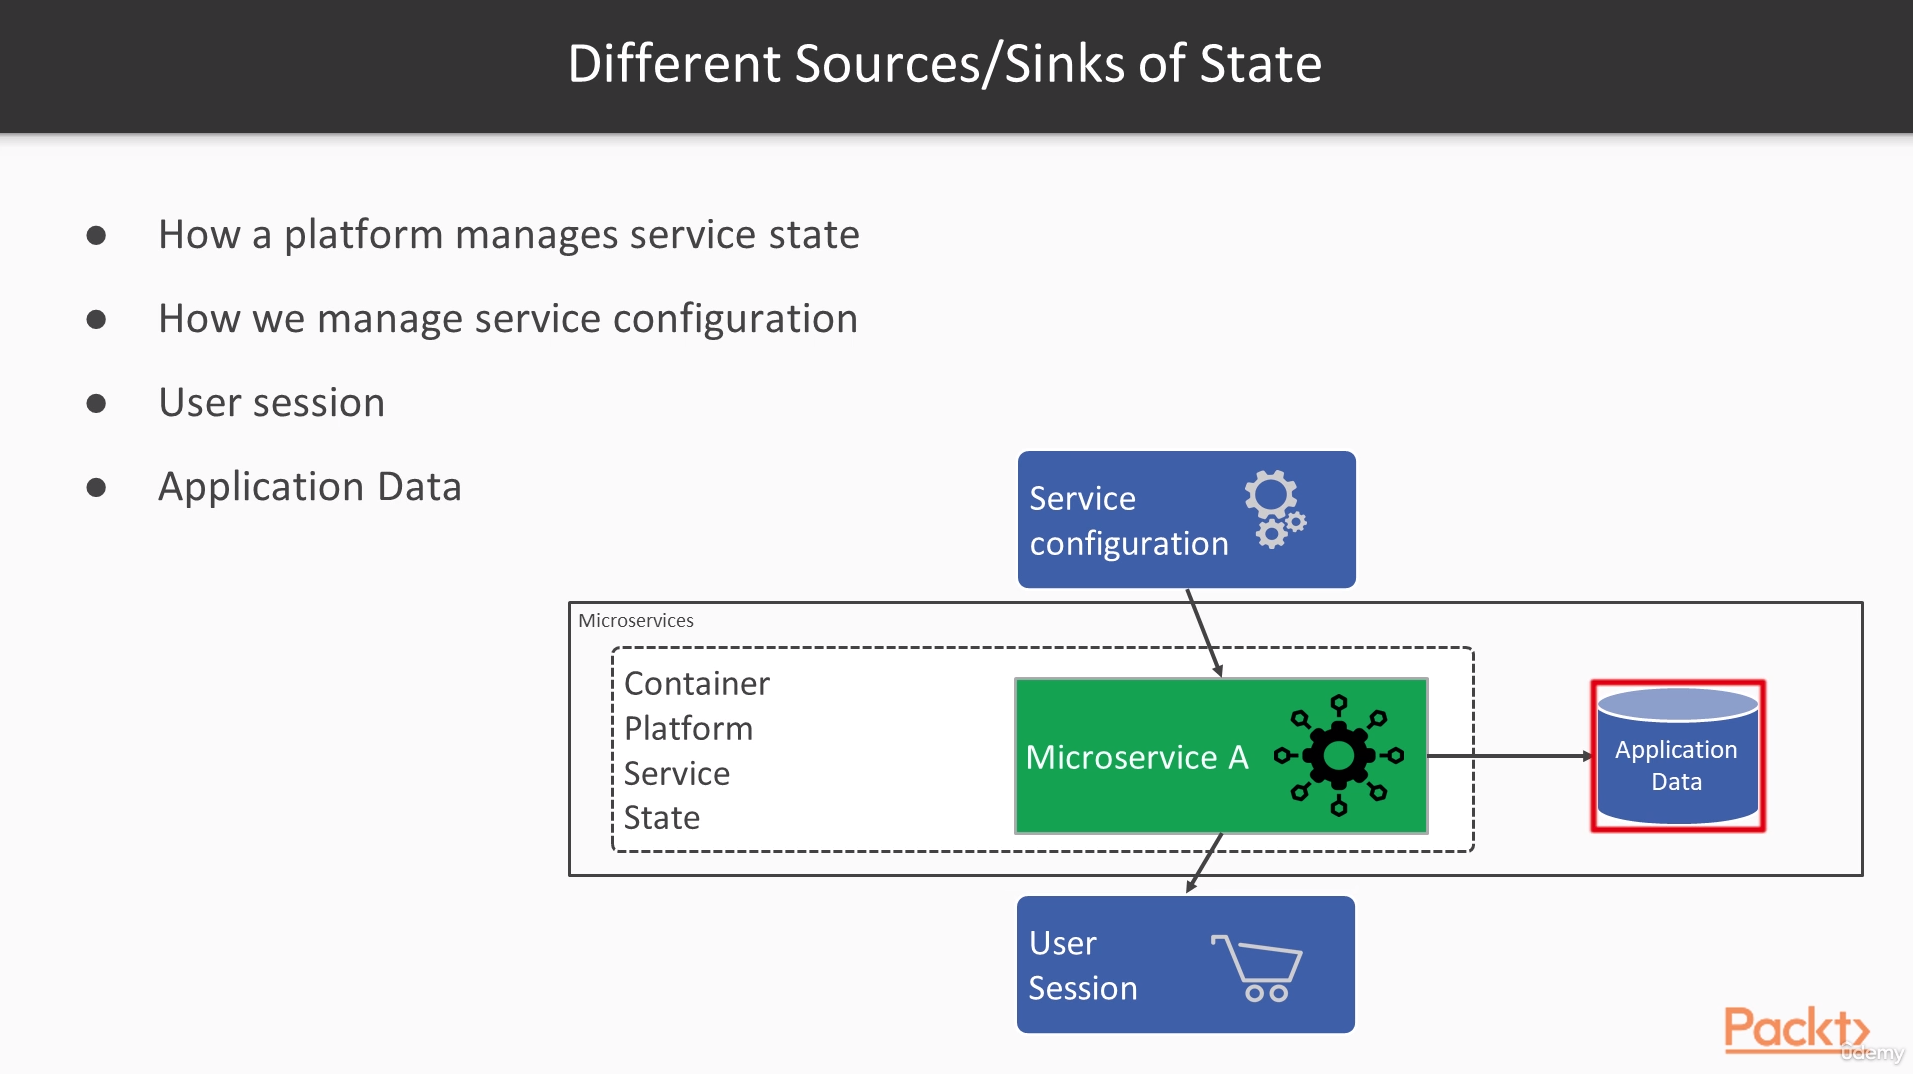 Different Sources/Sinks of State
● How a platform manages service state
● How we manage service configuration
● User session
● Application Data
Service
configuration
Microservices
Container
Platform
Service
State
Microservice A
Application
Data
User
Session
Packt>
ûdemy